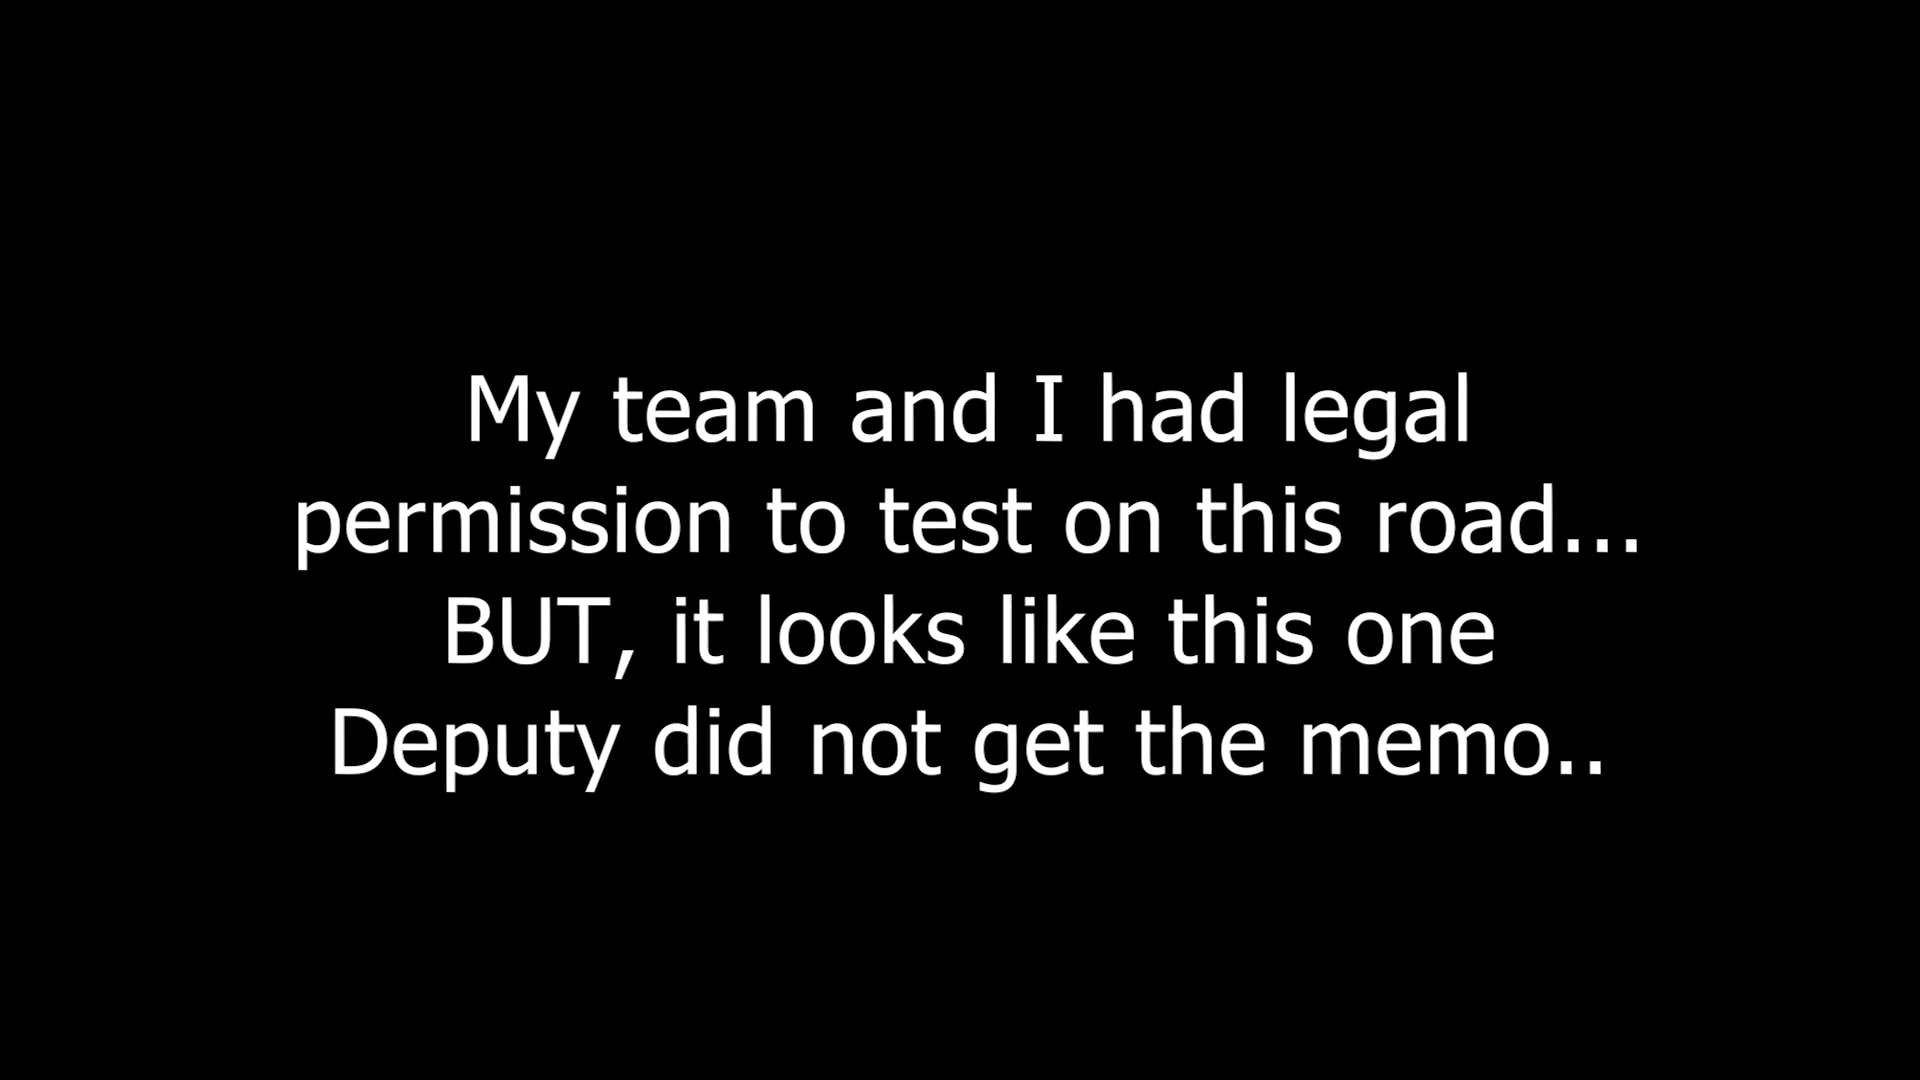 My team and I had legal
permission to test on this road...
BUT, it looks like this one
Deputy did not get the memo..